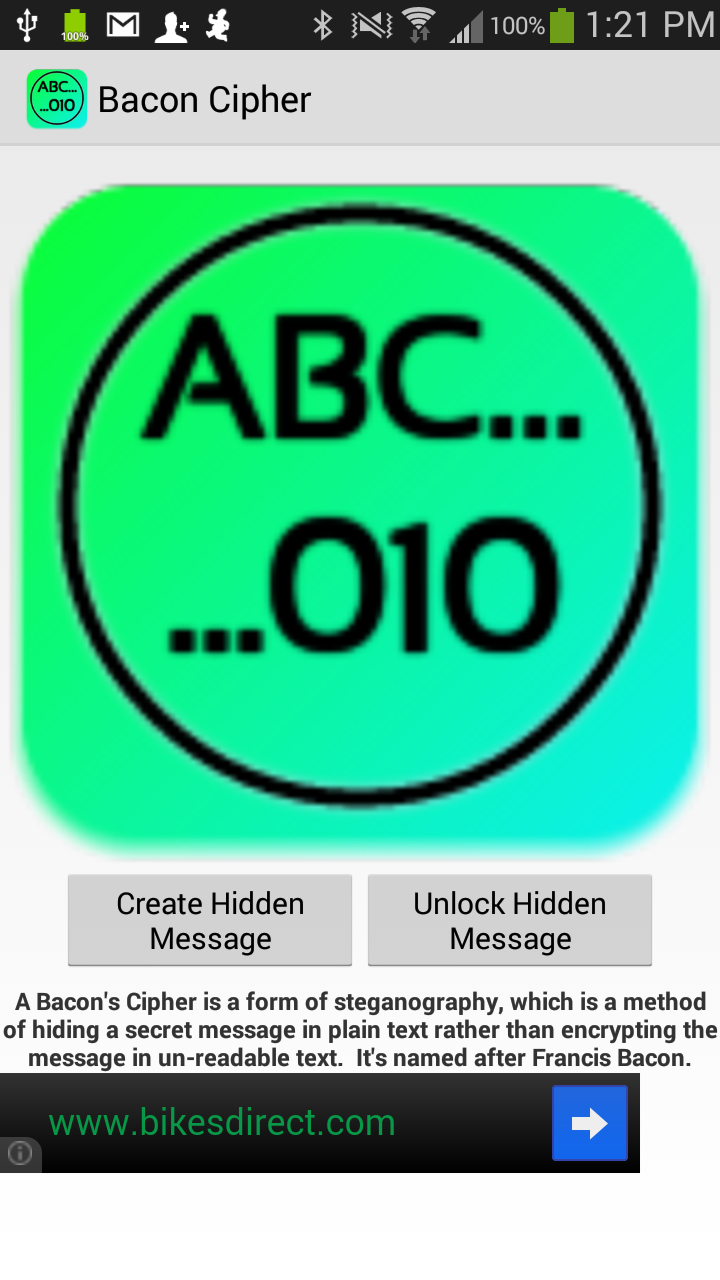 100%
100%
1:21 PM
ABC...
...010
Bacon Cipher
ABC...
...010
Create Hidden
Message
Unlock Hidden
Message
A Bacon's Cipher is a form of steganography, which is a method
of hiding a secret message in plain text rather than encrypting the
message in un-readable text.  It's named after Francis Bacon.
www.bikesdirect.com